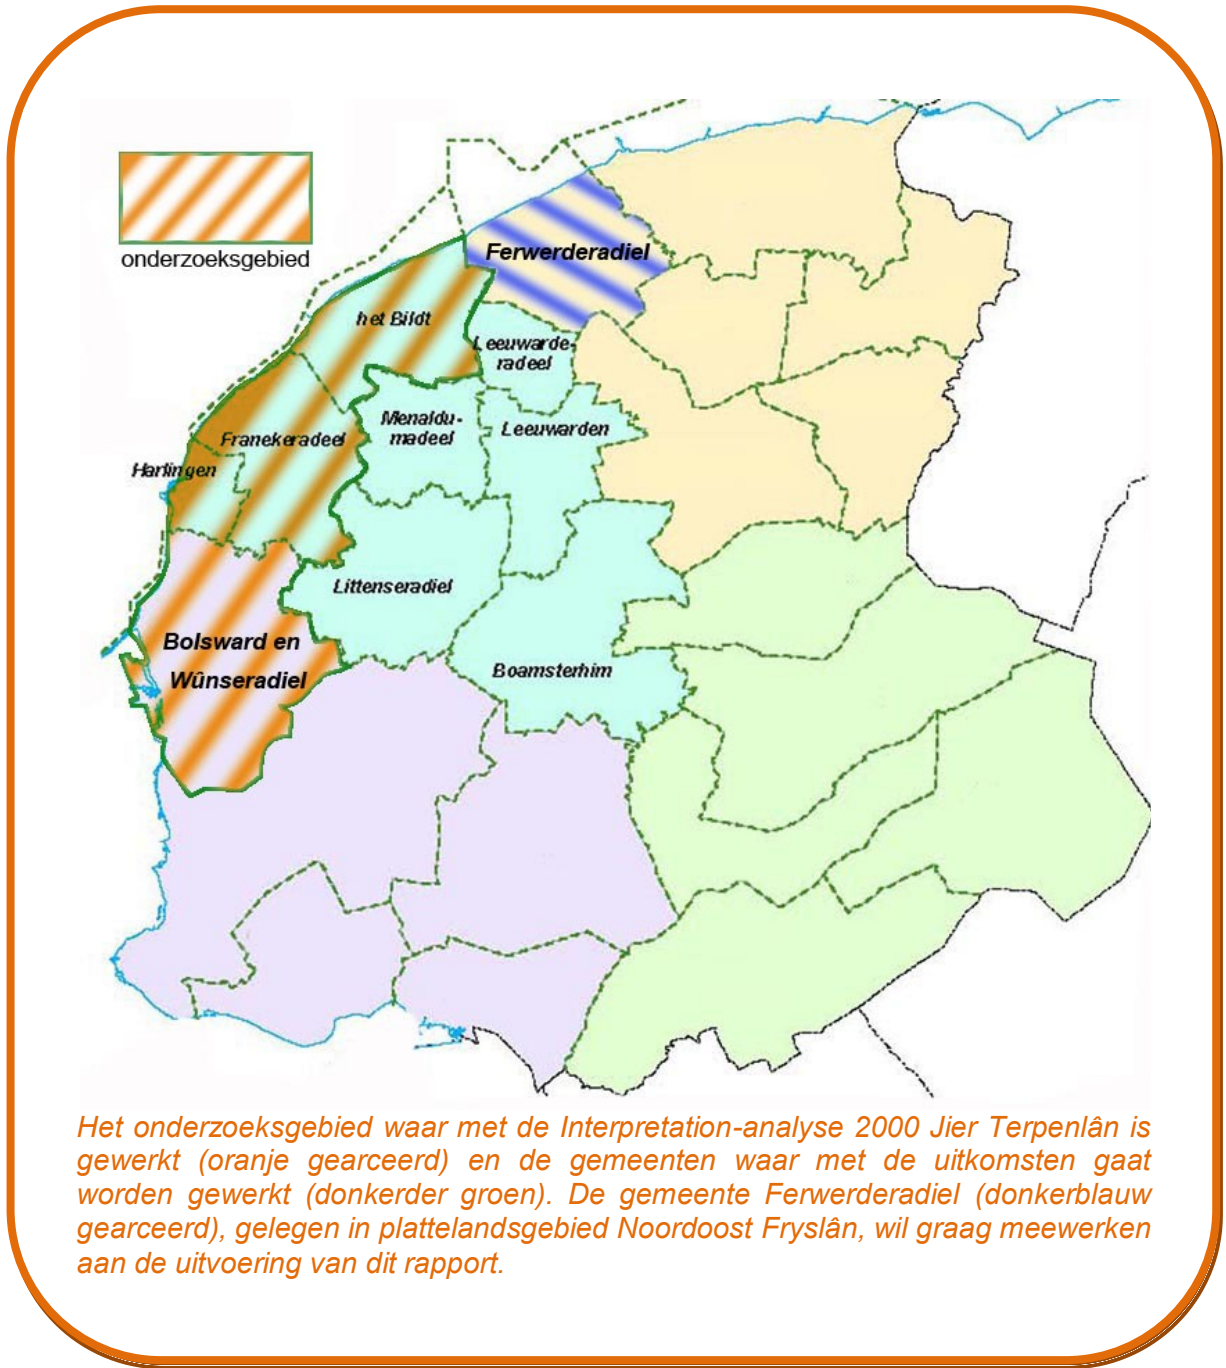 onderzoeksgebied
Ferwerderadiel
het Bildt
Leeuwarde-
radeel
Menaldu-
madeel
Leeuwarden
Franekeradeel
Harlingen
Littenseradiel
Bolsward en
Wûnseradiel
Boarnsterhim
Het onderzoeksgebied waar met de Interpretation-analyse 2000 Jier Terpenlân is
gewerkt (oranje gearceerd) en de gemeenten waar met de uitkomsten gaat
worden gewerkt (donkerder groen). De gemeente Ferwerderadiel (donkerblauw
gearceerd), gelegen in plattelandsgebied Noordoost Fryslân, wil graag meewerken
aan de uitvoering van dit rapport.